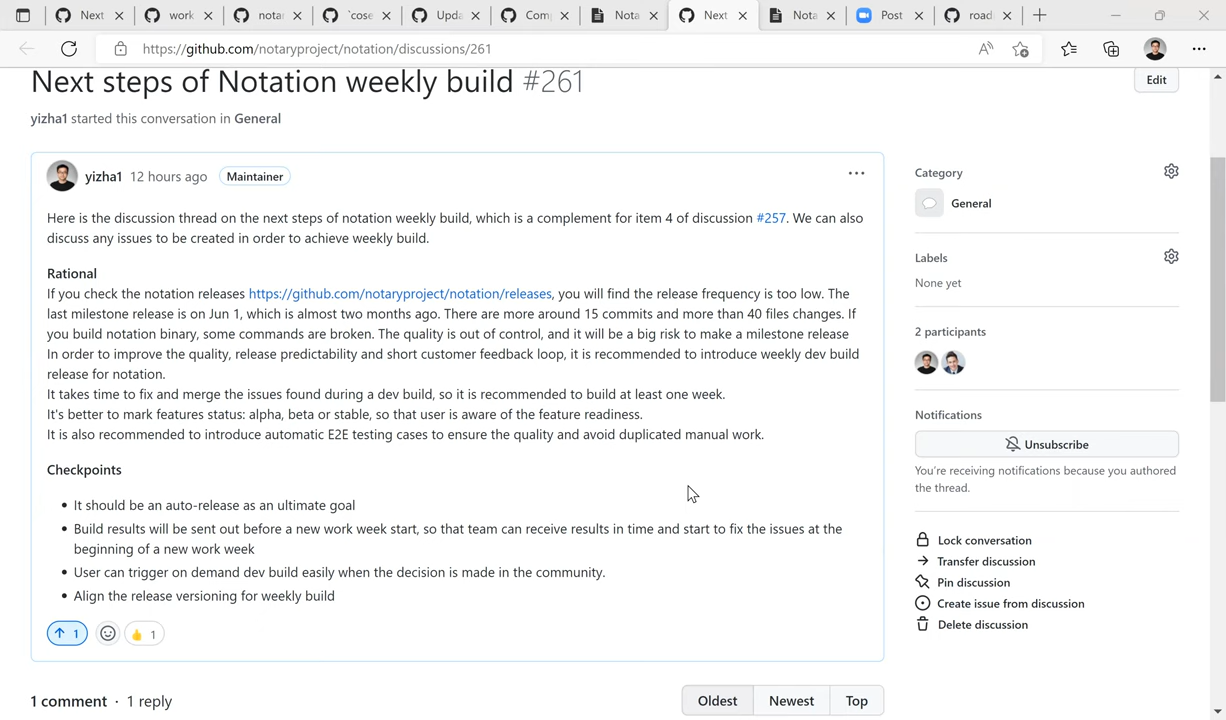 Next
work
notar
`cose
Upda
Com
Nota
Next
Nota
Post
road
https://github.com/notaryproject/notation/discussions/261
Next steps of Notation weekly build #261
Edit
yizha1 started this conversation in General
yizha1 12 hours ago Maintainer
Here is the discussion thread on the next steps of notation weekly build, which is a complement for item 4 of discussion #257. We can also
discuss any issues to be created in order to achieve weekly build.
Rational
If you check the notation releases https://github.com/notaryproject/notation/releases, you will find the release frequency is too low. The
last milestone release is on Jun 1, which is almost two months ago. There are more around 15 commits and more than 40 files changes. If
you build notation binary, some commands are broken. The quality is out of control, and it will be a big risk to make a milestone release
In order to improve the quality, release predictability and short customer feedback loop, it is recommended to introduce weekly dev build
release for notation.
It takes time to fix and merge the issues found during a dev build, so it is recommended to build at least one week.
It's better to mark features status: alpha, beta or stable, so that user is aware of the feature readiness.
It is also recommended to introduce automatic E2E testing cases to ensure the quality and avoid duplicated manual work.
Checkpoints
It should be an auto-release as an ultimate goal
Build results will be sent out before a new work week start, so that team can receive results in time and start to fix the issues at the
beginning of a new work week
User can trigger on demand dev build easily when the decision is made in the community.
Align the release versioning for weekly build
1
1
1 comment · 1 reply
Oldest
Newest
Top
Category
General
Labels
None yet
2 participants
Notifications
Unsubscribe
You're receiving notifications because you authored
the thread.
Lock conversation
Transfer discussion
Pin discussion
Create issue from discussion
Delete discussion